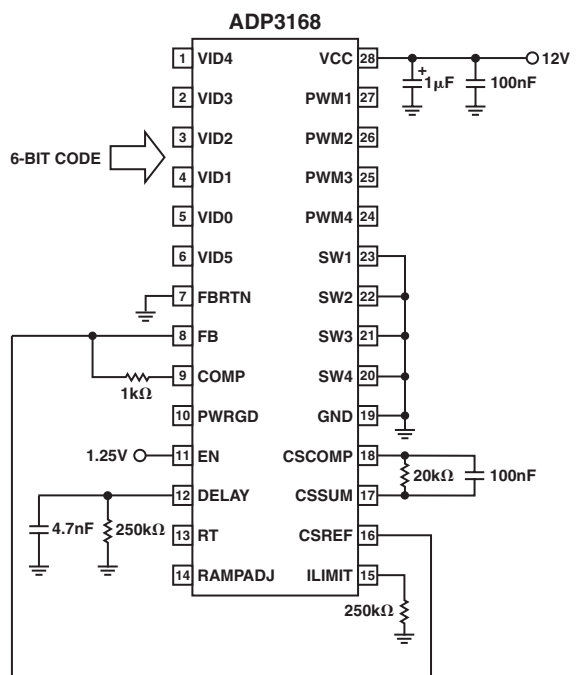 ADP3168
1 VID4
2 VID3
3 VID2
4 VID1
5 VID0
6 VID5
7 FBRTN
8 FB
9 COMP
10 PWRGD
11 EN
12 DELAY
13 RT
14 RAMPADJ
VCC 28
PWM1 27
PWM2 26
PWM3 25
PWM4 24
SW1 23
SW2 22
SW3 21
SW4 20
GND 19
CSCOMP 18
CSSUM 17
CSREF 16
ILIMIT 15
6-BIT CODE
1kΩ
1.25V
4.7nF
250kΩ
12V
+
1μF
100nF
20kΩ
100nF
250kΩ